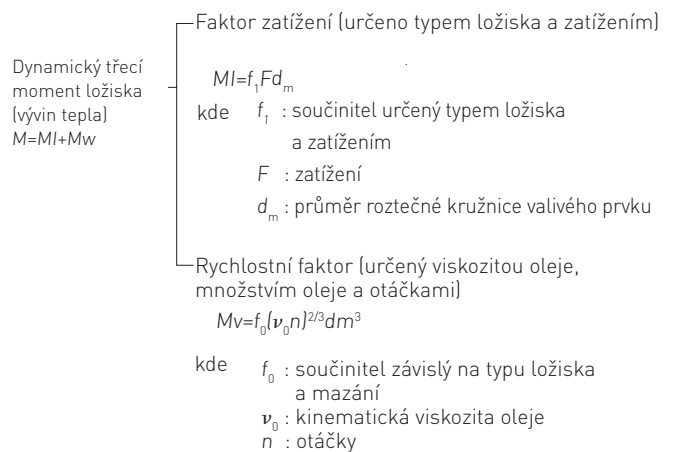 Faktor zatížení (určeno typem ložiska a zatížením)
Dynamický třecí
moment ložiska
(vývin tepla)
M=Ml+Mw
Ml=f₁Fdₘ
kde f₁ : součinitel určený typem ložiska
a zatížením
F : zatížení
dₘ : průměr roztečné kružnice valivého prvku
Rychlostní faktor (určený viskozitou oleje,
množstvím oleje a otáčkami)
Mv=f₀(ν₀n)²ᐟ³dm³
kde f₀ : součinitel závislý na typu ložiska
a mazání
ν₀ : kinematická viskozita oleje
n : otáčky